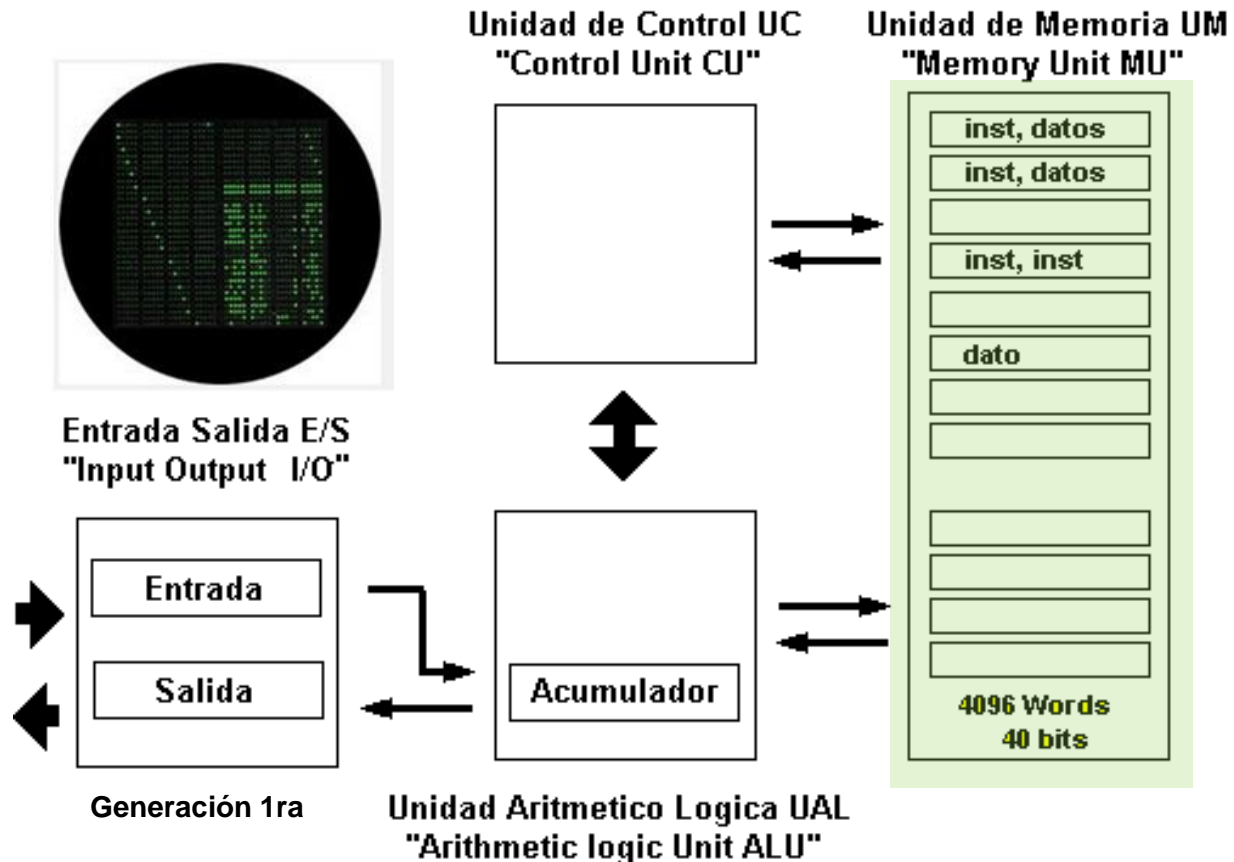 Unidad de Control UC
"Control Unit CU"
Unidad de Memoria UM
"Memory Unit MU"
inst, datos
inst, datos
inst, inst
dato
4096 Words
40 bits
Entrada Salida E/S
"Input Output I/O"
Entrada
Salida
Acumulador
Generación 1ra
Unidad Aritmetico Logica UAL
"Arithmetic logic Unit ALU"